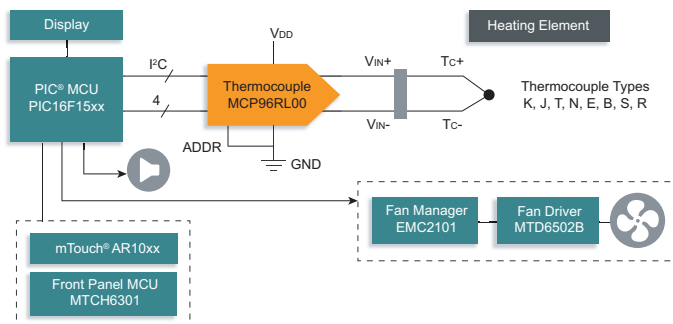 Display
Heating Element
VDD
I²C
VIN+
TC+
PIC® MCU
PIC16F15xx
Thermocouple
MCP96RL00
Thermocouple Types
K, J, T, N, E, B, S, R
4
VIN-
TC-
ADDR
GND
Fan Manager
EMC2101
Fan Driver
MTD6502B
mTouch® AR10xx
Front Panel MCU
MTCH6301